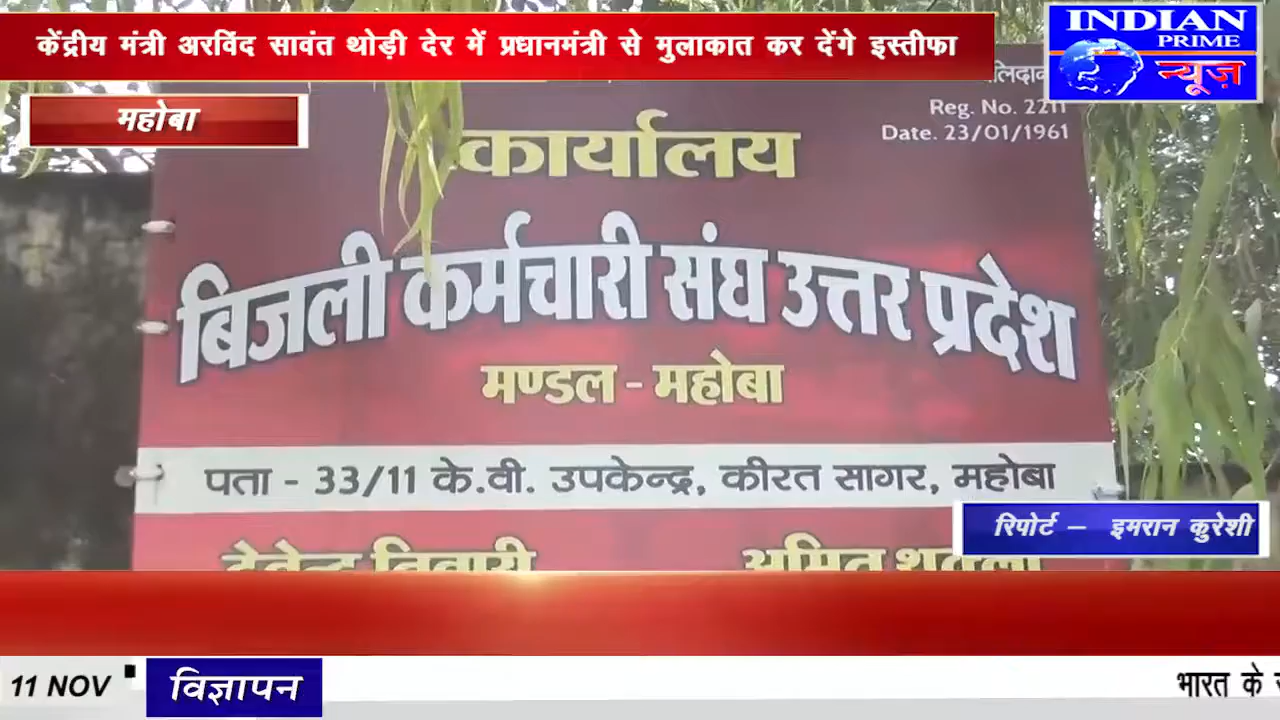 केंद्रीय मंत्री अरविंद सावंत थोड़ी देर में प्रधानमंत्री से मुलाकात कर देंगे इस्तीफा
INDIAN
PRIME
न्यूज़
महोबा
Reg. No. 2211
Date. 23/01/1961
कार्यालय
बिजली कर्मचारी संघ उत्तर प्रदेश
मण्डल - महोबा
पता - 33/11 के.वी. उपकेन्द्र, कीरत सागर, महोबा
रिपोर्ट – इमरान कुरेशी
11 NOV
विज्ञापन
भारत के